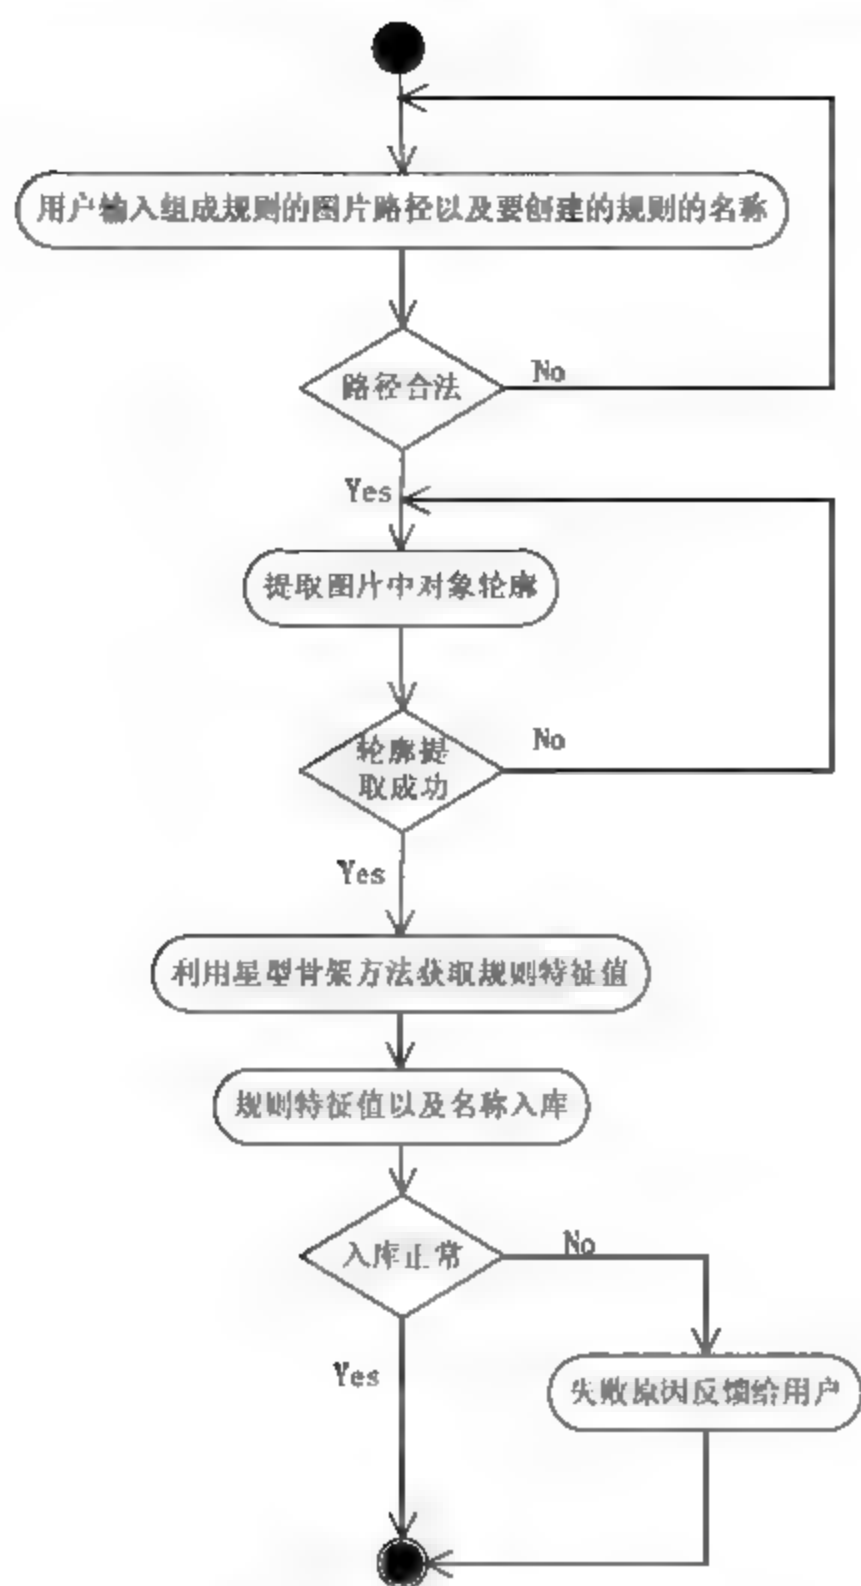 用户输入组成规则的图片路径以及要创建的规则的名称
路径合法
No
Yes
提取图片中对象轮廓
轮廓提
取成功
No
Yes
利用星型骨架方法获取规则特征值
规则特征值以及名称入库
入库正常
No
Yes
失败原因反馈给用户